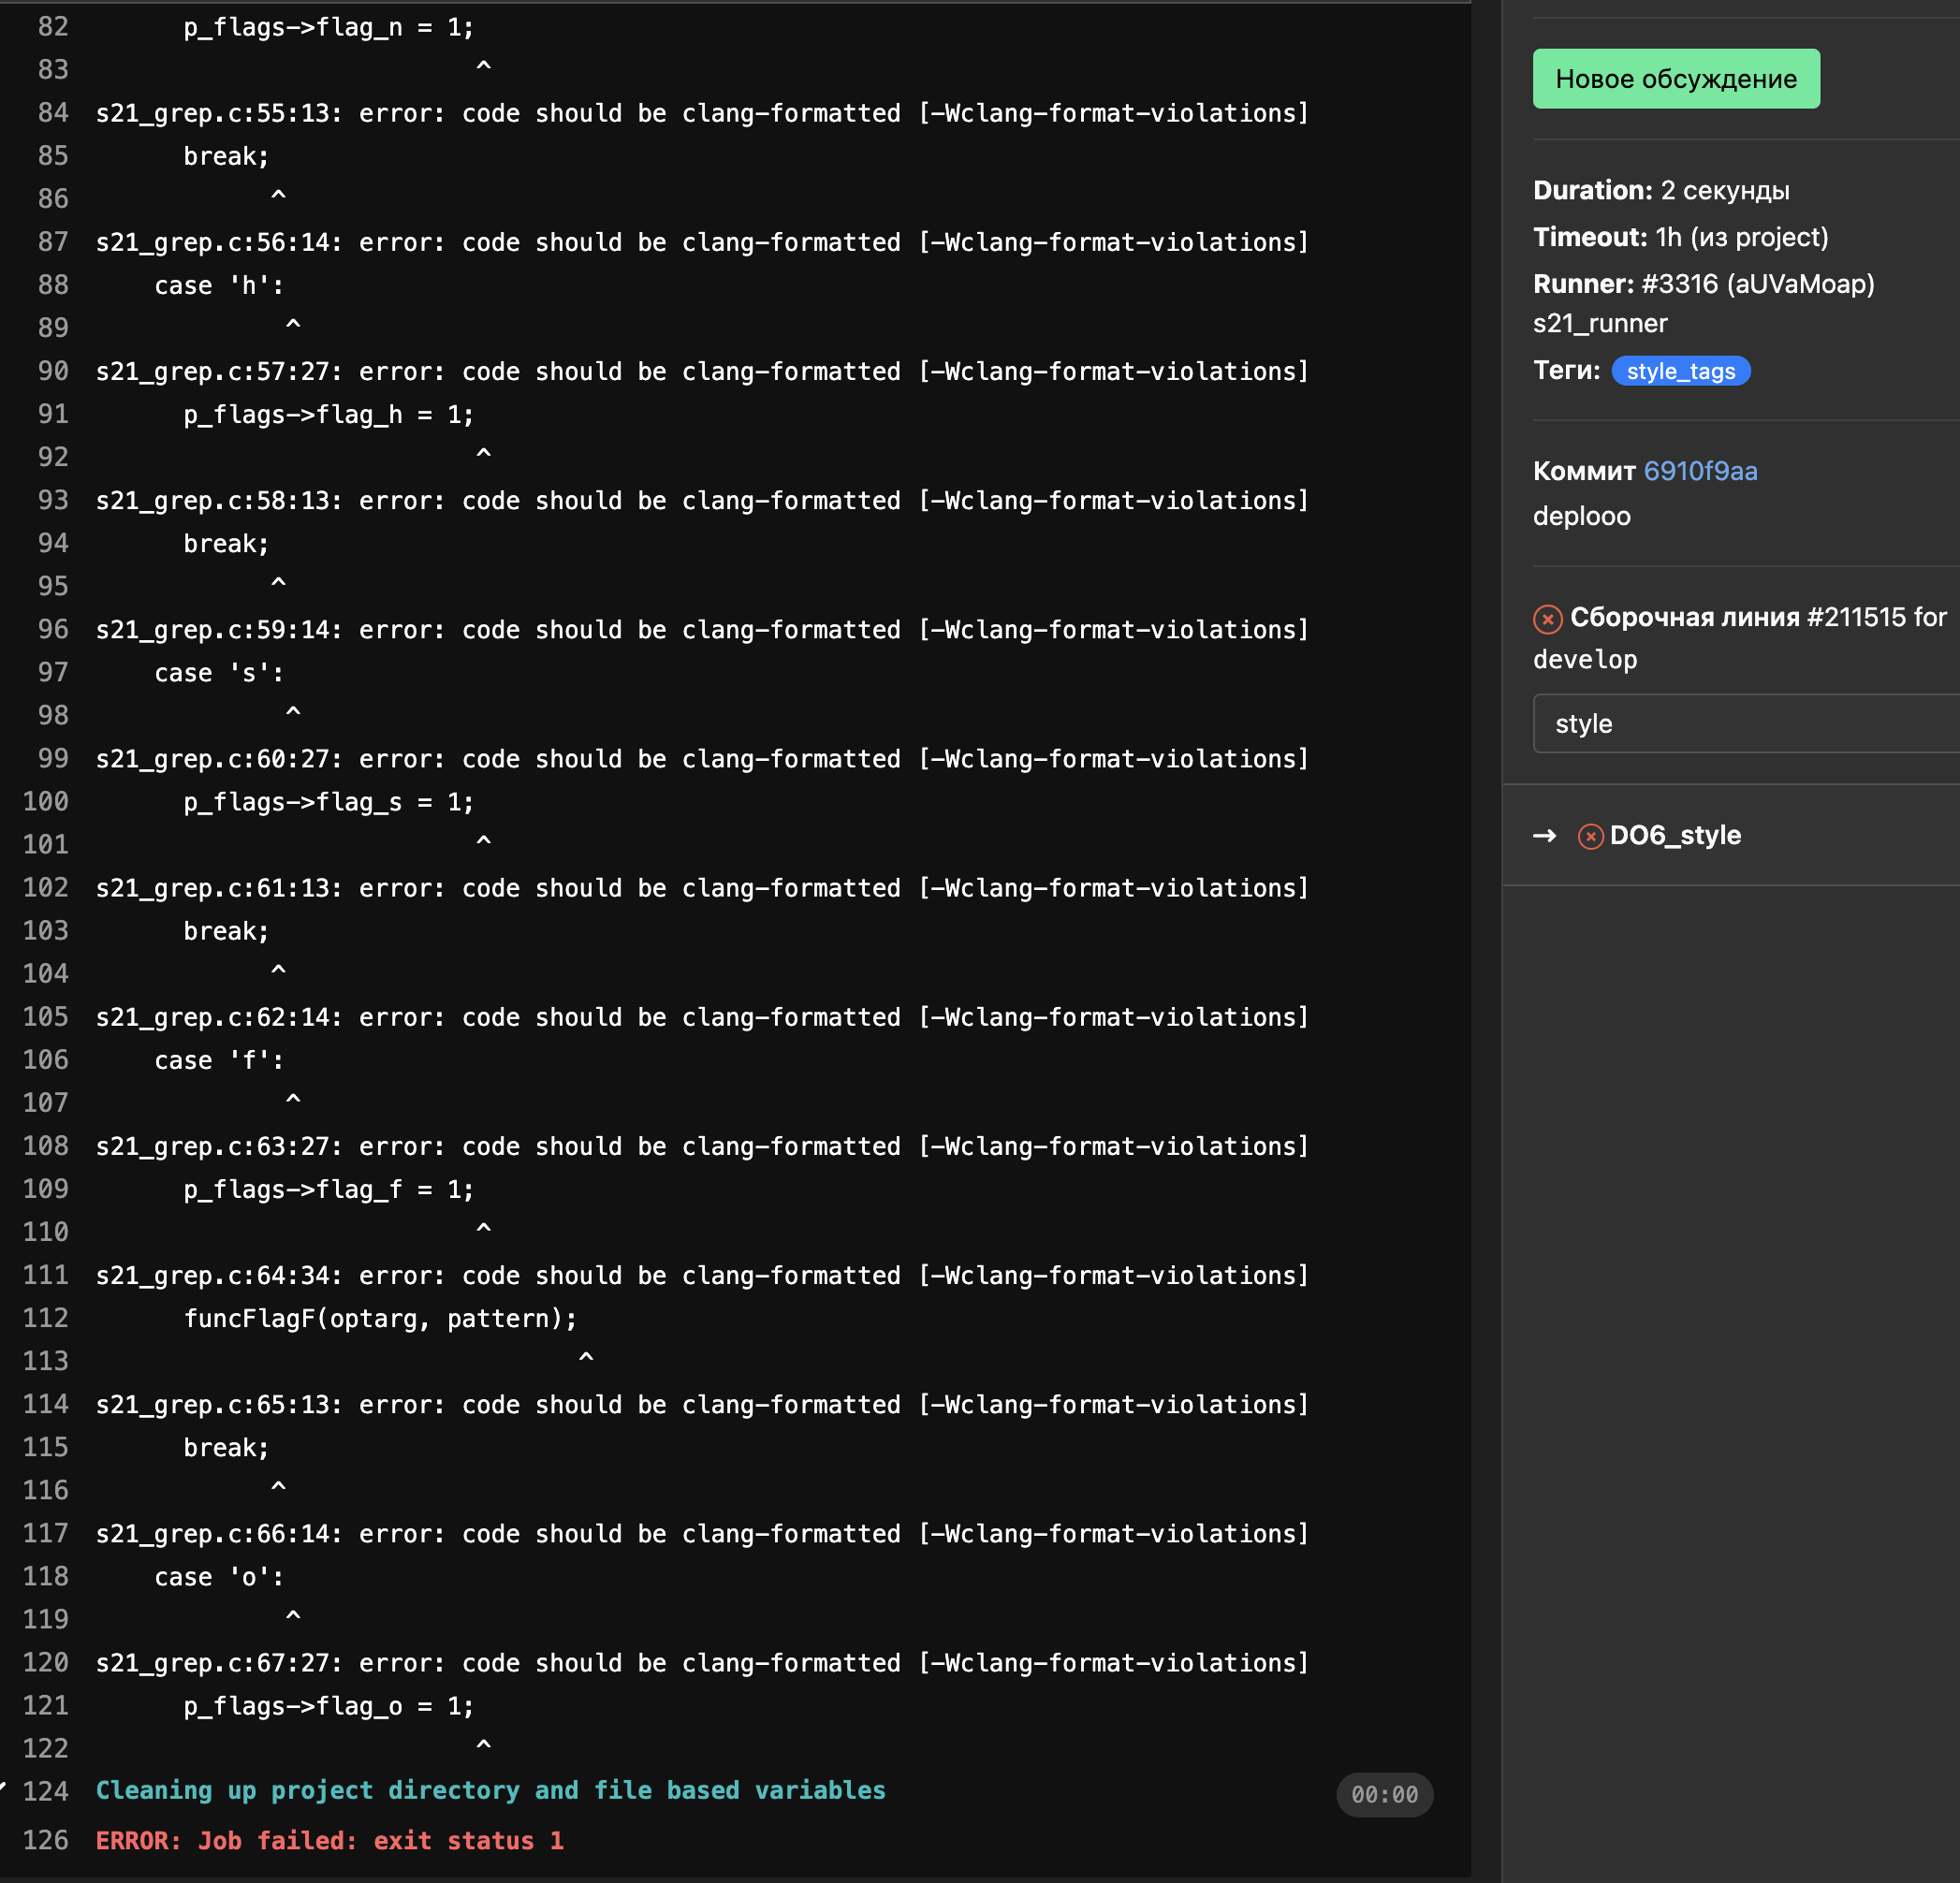 82 p_flags->flag_n = 1;
83 ^
84 s21_grep.c:55:13: error: code should be clang-formatted [-Wclang-format-violations]
85 break;
86 ^
87 s21_grep.c:56:14: error: code should be clang-formatted [-Wclang-format-violations]
88 case 'h':
89 ^
90 s21_grep.c:57:27: error: code should be clang-formatted [-Wclang-format-violations]
91 p_flags->flag_h = 1;
92 ^
93 s21_grep.c:58:13: error: code should be clang-formatted [-Wclang-format-violations]
94 break;
95 ^
96 s21_grep.c:59:14: error: code should be clang-formatted [-Wclang-format-violations]
97 case 's':
98 ^
99 s21_grep.c:60:27: error: code should be clang-formatted [-Wclang-format-violations]
100 p_flags->flag_s = 1;
101 ^
102 s21_grep.c:61:13: error: code should be clang-formatted [-Wclang-format-violations]
103 break;
104 ^
105 s21_grep.c:62:14: error: code should be clang-formatted [-Wclang-format-violations]
106 case 'f':
107 ^
108 s21_grep.c:63:27: error: code should be clang-formatted [-Wclang-format-violations]
109 p_flags->flag_f = 1;
110 ^
111 s21_grep.c:64:34: error: code should be clang-formatted [-Wclang-format-violations]
112 funcFlagF(optarg, pattern);
113 ^
114 s21_grep.c:65:13: error: code should be clang-formatted [-Wclang-format-violations]
115 break;
116 ^
117 s21_grep.c:66:14: error: code should be clang-formatted [-Wclang-format-violations]
118 case 'o':
119 ^
120 s21_grep.c:67:27: error: code should be clang-formatted [-Wclang-format-violations]
121 p_flags->flag_o = 1;
122 ^
124 Cleaning up project directory and file based variables 00:00
126 ERROR: Job failed: exit status 1
Новое обсуждение
Duration: 2 секунды
Timeout: 1h (из project)
Runner: #3316 (aUVaMoap)
s21_runner
Теги: style_tags
Коммит 6910f9aa
deplooo
Сборочная линия #211515 for
develop
style
→ DO6_style